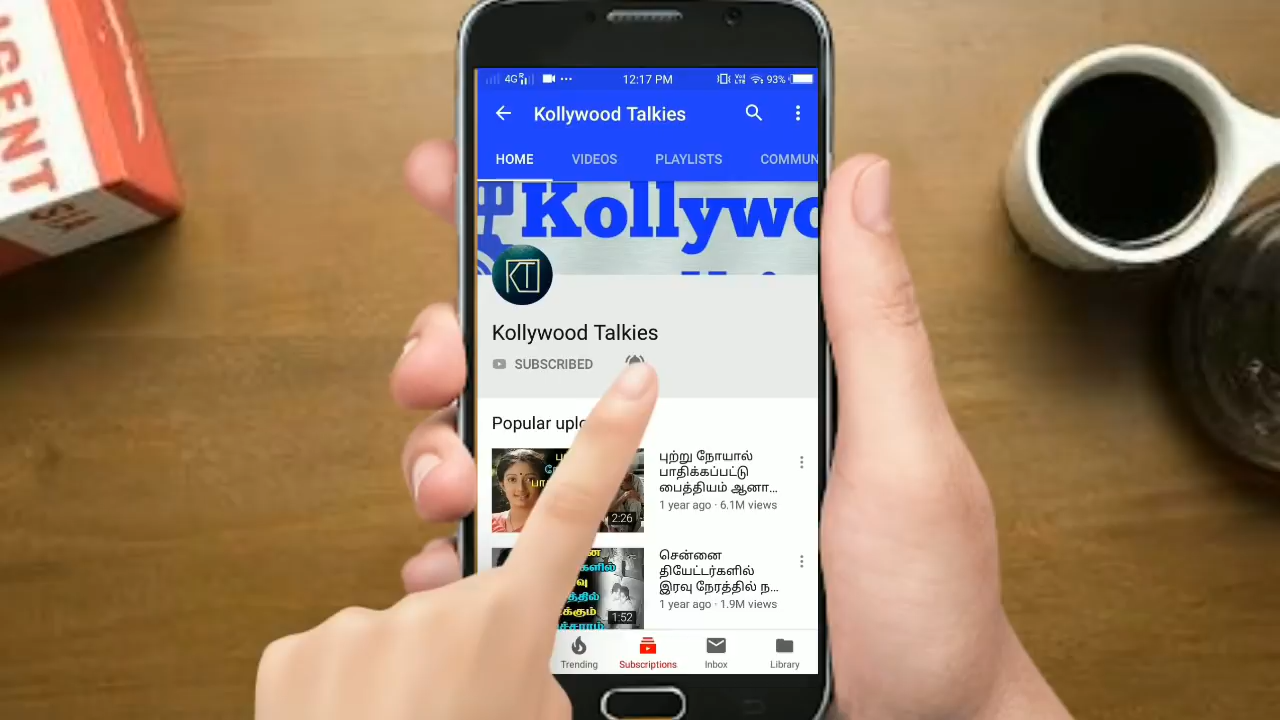 4G
12:17 PM
93%
Kollywood Talkies
HOME
VIDEOS
PLAYLISTS
COMMUN
Kollywo
KT
Kollywood Talkies
SUBSCRIBED
Popular uplo
2:26
புற்று நோயால்
பாதிக்கப்பட்டு
பைத்தியம் ஆனா...
1 year ago · 6.1M views
1:52
சென்னை
தியேட்டர்களில்
இரவு நேரத்தில் ந...
1 year ago · 1.9M views
Trending
Subscriptions
Inbox
Library